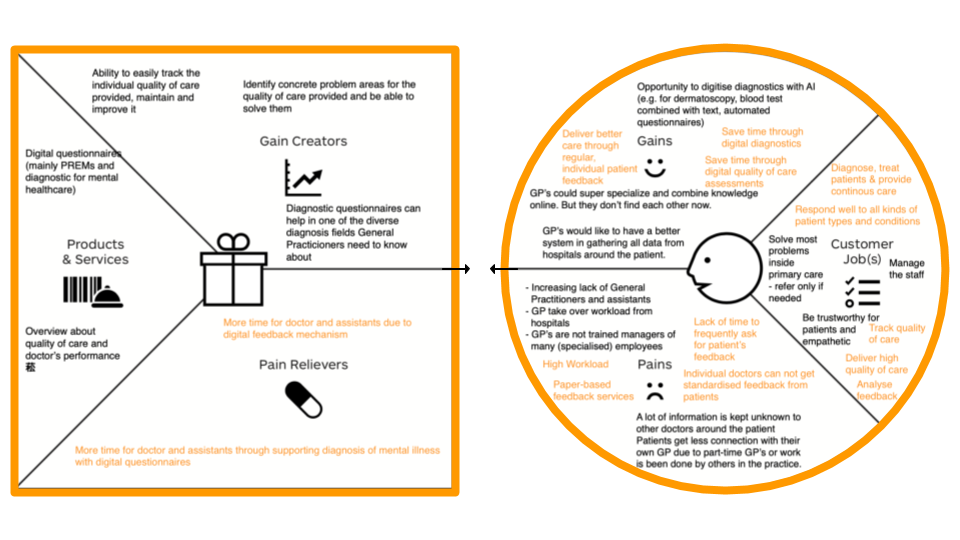 Ability to easily track the
individual quality of care
provided, maintain and
improve it
Identify concrete problem areas for the
quality of care provided and be able to
solve them
Gain Creators
Digital questionnaires
(mainly PREMs and
diagnostic for mental
healthcare)
Diagnostic questionnaires can
help in one of the diverse
diagnosis fields General
Practicioners need to know
about
Products
& Services
Overview about
quality of care and
doctor's performance
菘
More time for doctor and assistants due to
digital feedback mechanism
Pain Relievers
More time for doctor and assistants through supporting diagnosis of mental illness
with digital questionnaires
Opportunity to digitise diagnostics with AI
(e.g. for dermatoscopy, blood test
combined with text, automated
questionnaires)
Deliver better
care through
regular,
individual patient
feedback
Gains
Save time through
digital diagnostics
Save time through
digital quality of care
assessments
GP's could super specialize and combine knowledge
online. But they don't find each other now.
GP's would like to have a better
system in gathering all data from
hospitals around the patient.
Diagnose, treat
patients & provide
continous care
Respond well to all kinds of
patient types and conditions
Solve most
problems
inside
primary care
- refer only if
needed
Customer
Job(s)
Manage
the staff
Be trustworthy for
patients and
empathetic
Track quality
of care
Deliver high
quality of care
Analyse
feedback
- Increasing lack of General
Practitioners and assistants
- GP take over workload from
hospitals
- GP's are not trained managers of
many (specialised) employees
Lack of time to
frequently ask
for patient's
feedback
High Workload
Pains
Paper-based
feedback services
Individual doctors can not get
standardised feedback from
patients
A lot of information is kept unknown to
other doctors around the patient
Patients get less connection with their
own GP due to part-time GP's or work
is been done by others in the practice.